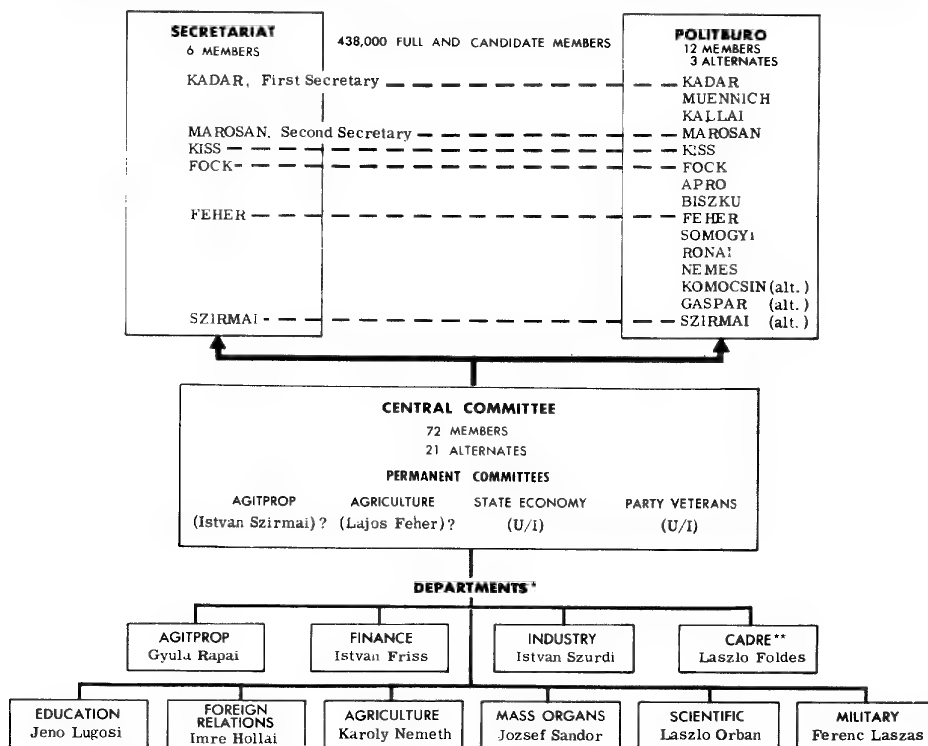 SECRETARIAT
6 MEMBERS
KADAR, First Secretary
MAROSAN, Second Secretary
KISS
FOCK
FEHER
SZIRMAI
438,000 FULL AND CANDIDATE MEMBERS
POLITBURO
12 MEMBERS
3 ALTERNATES
KADAR
MUENNICH
KALLAI
MAROSAN
KISS
FOCK
APRO
BISZKU
FEHER
SOMOGYI
RONAI
NEMES
KOMOCSIN (alt.)
GASPAR (alt.)
SZIRMAI (alt.)
CENTRAL COMMITTEE
72 MEMBERS
21 ALTERNATES
PERMANENT COMMITTEES
AGITPROP
(Istvan Szirmai)?
AGRICULTURE
(Lajos Feher)?
STATE ECONOMY
(U/I)
PARTY VETERANS
(U/I)
DEPARTMENTS*
AGITPROP
Gyula Rapai
FINANCE
Istvan Friss
INDUSTRY
Istvan Szurdi
CADRE**
Laszlo Foldes
EDUCATION
Jeno Lugosi
FOREIGN
RELATIONS
Imre Hollai
AGRICULTURE
Karoly Nemeth
MASS ORGANS
Jozsef Sandor
SCIENTIFIC
Laszlo Orban
MILITARY
Ferenc Laszas